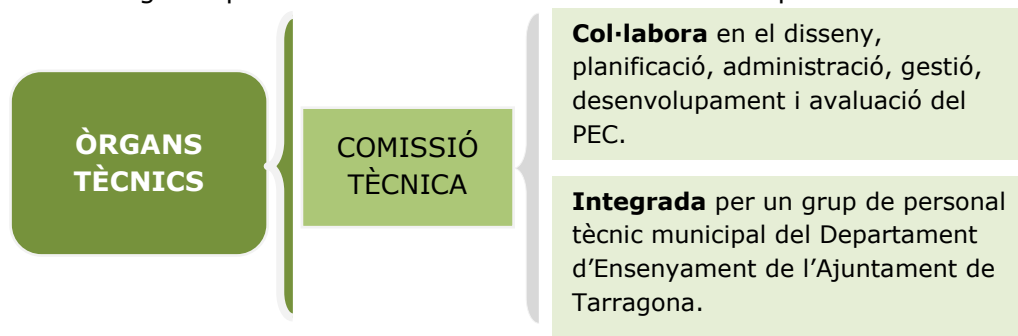 ÒRGANS
TÈCNICS
COMISSIÓ
TÈCNICA
Col·labora en el disseny,
planificació, administració, gestió,
desenvolupament i avaluació del
PEC.
Integrada per un grup de personal
tècnic municipal del Departament
d’Ensenyament de l’Ajuntament de
Tarragona.